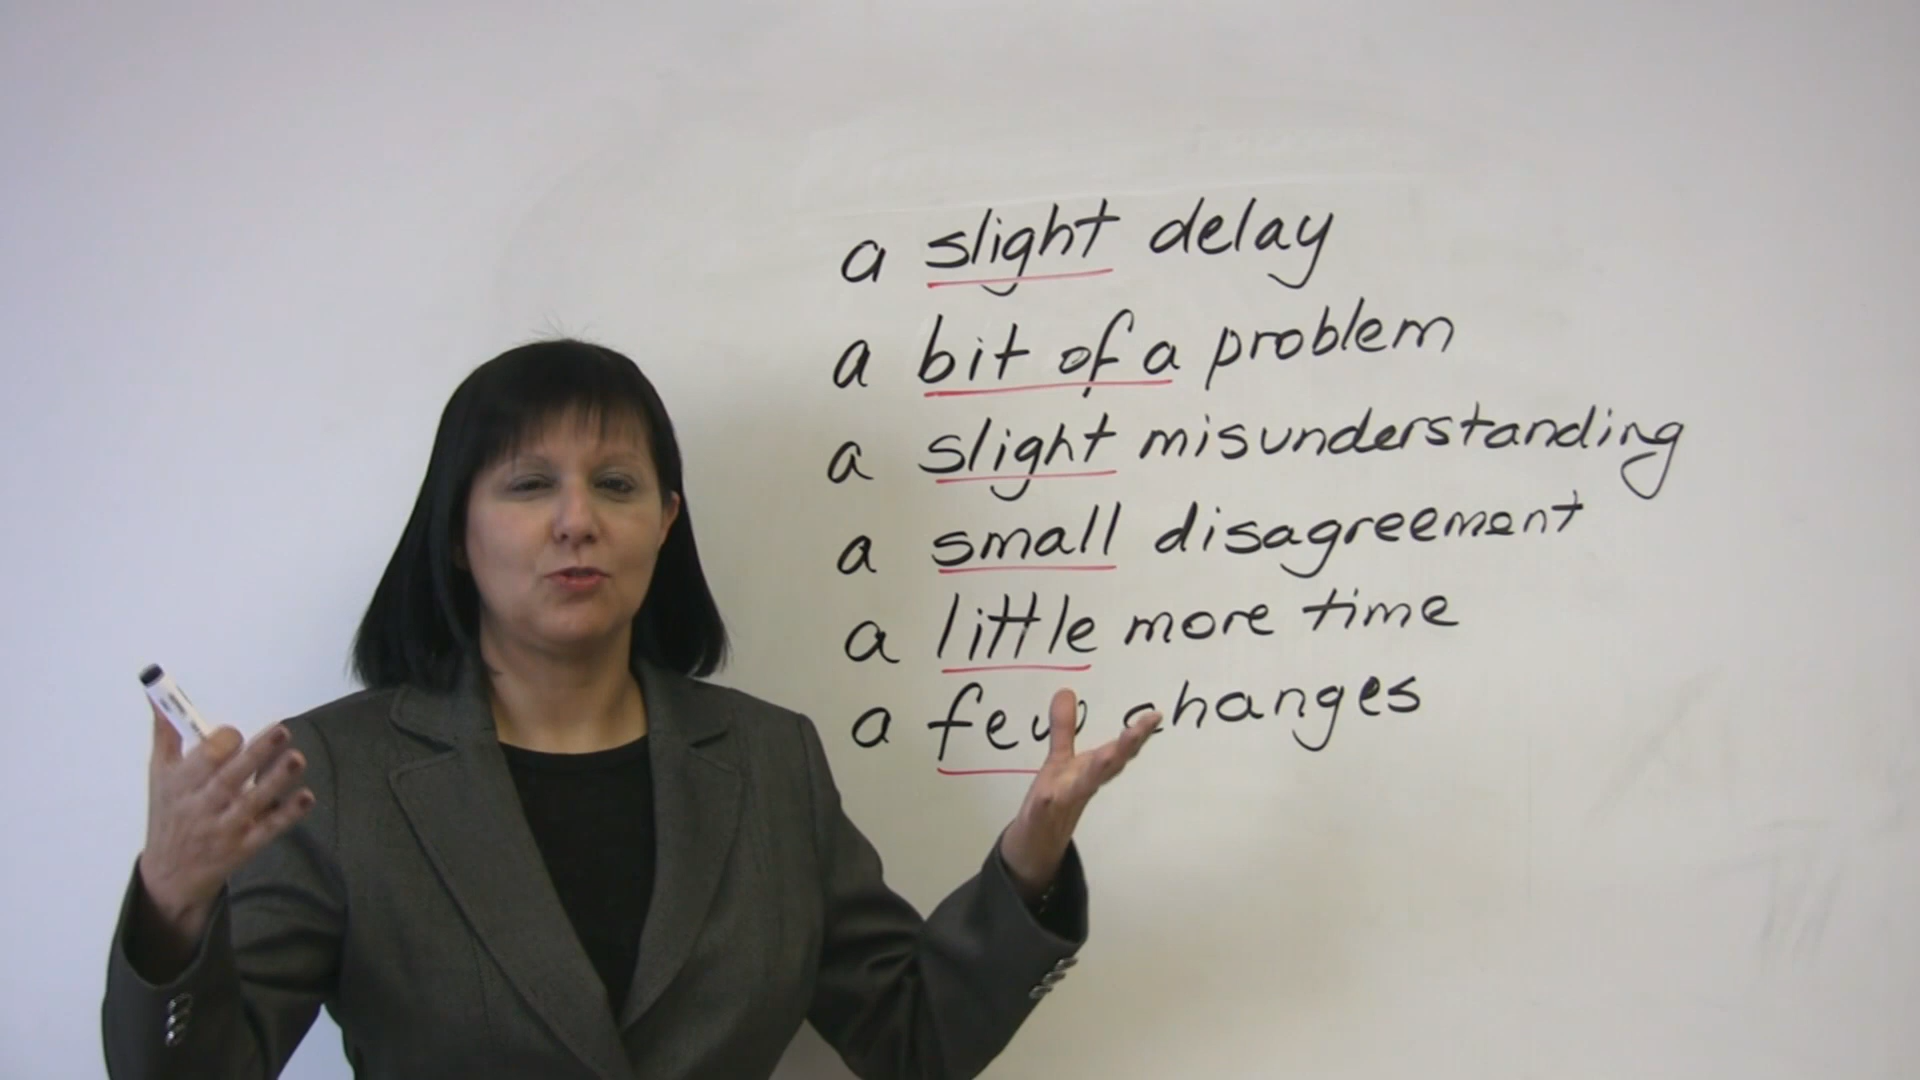 a slight delay
a bit of a problem
a slight misunderstanding
a small disagreement
a little more time
a few changes